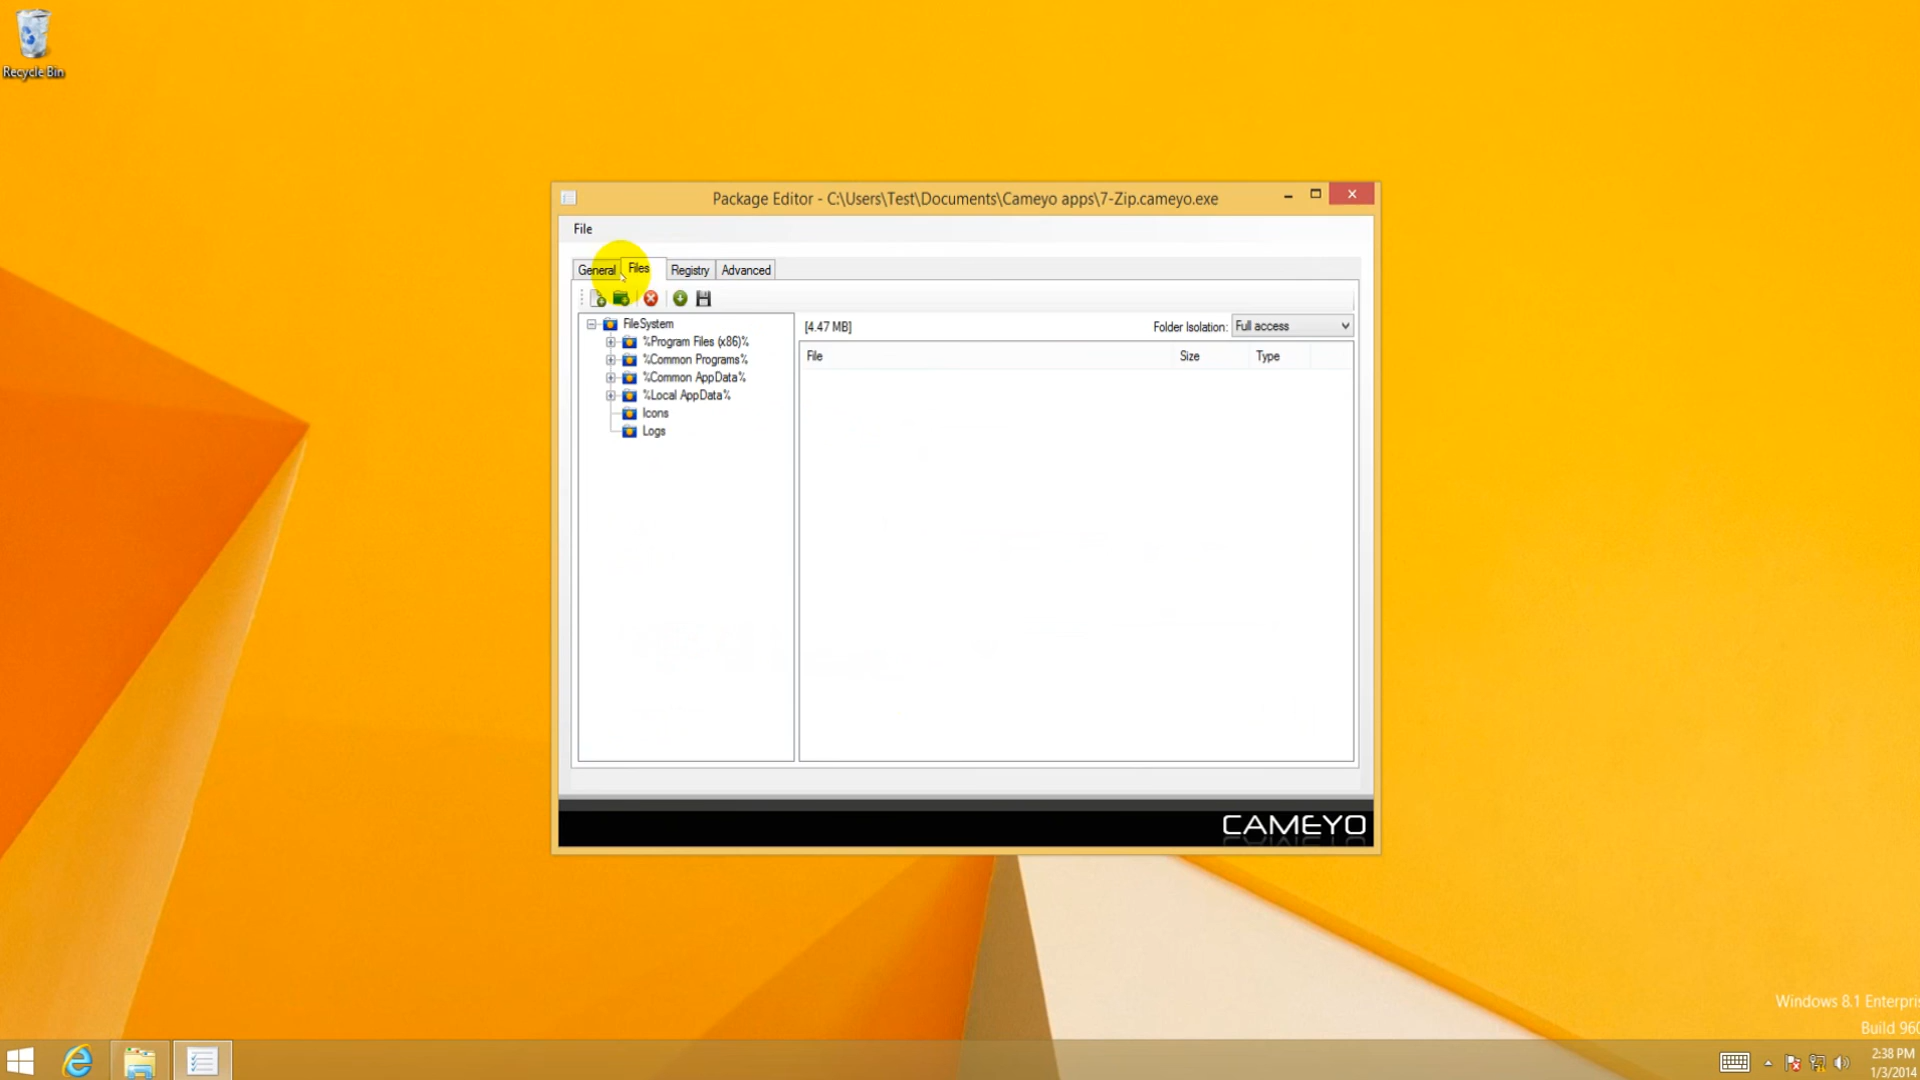 Recycle Bin
Package Editor - C:\Users\Test\Documents\Cameyo apps\7-Zip.cameyo.exe
File
General Files Registry Advanced
FileSystem
%Program Files (x86)%
%Common Programs%
%Common AppData%
%Local AppData%
Icons
Logs
[4.47 MB]
Folder Isolation: Full access
File Size Type
CAMEYO
Windows 8.1 Enterpris
Build 960
2:38 PM
1/3/2014